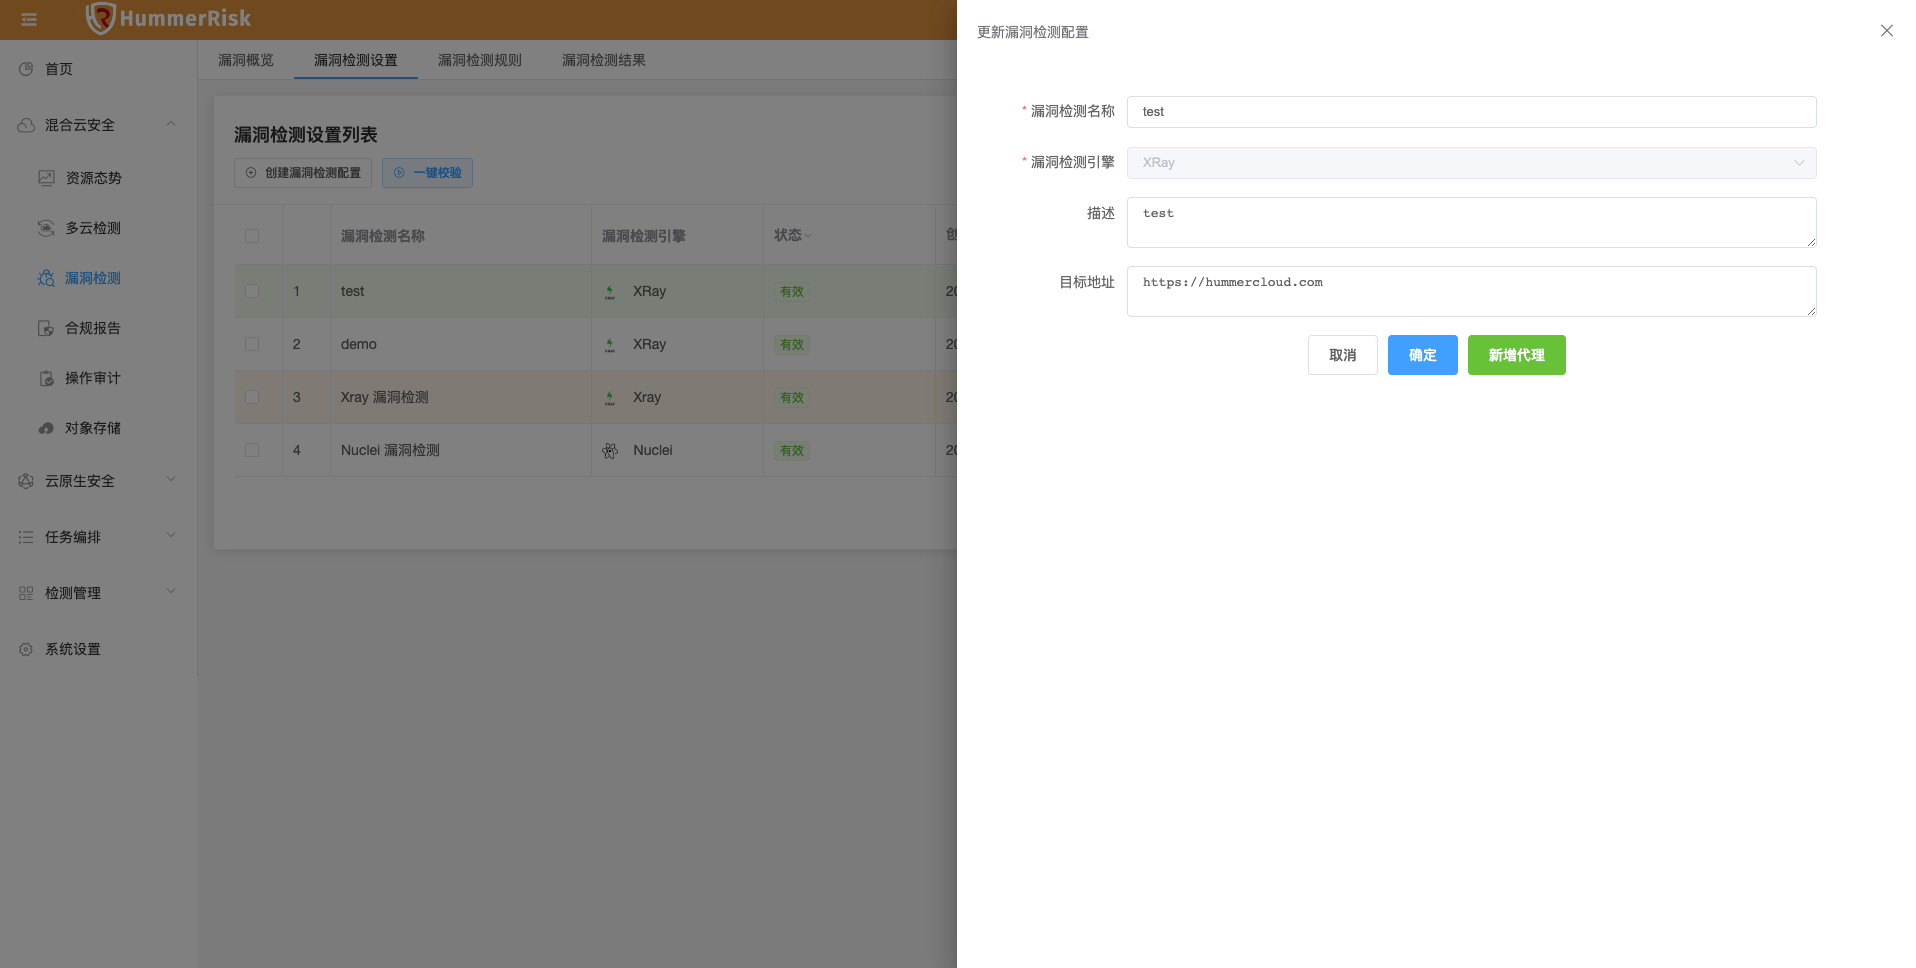 HummerRisk
首页
混合云安全
资源态势
多云检测
漏洞检测
合规报告
操作审计
对象存储
云原生安全
任务编排
检测管理
系统设置
漏洞概览 漏洞检测设置 漏洞检测规则 漏洞检测结果
漏洞检测设置列表
创建漏洞检测配置 一键校验
漏洞检测名称 漏洞检测引擎 状态 创
1 test XRay 有效 20
2 demo XRay 有效 20
3 Xray 漏洞检测 Xray 有效 20
4 Nuclei 漏洞检测 Nuclei 有效 20
更新漏洞检测配置
* 漏洞检测名称 test
* 漏洞检测引擎 XRay
描述 test
目标地址 https://hummercloud.com
取消 确定 新增代理